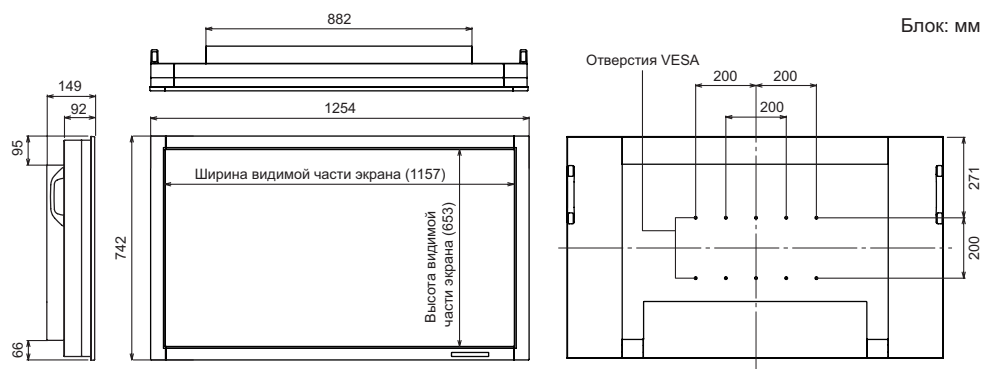 882
Блок: мм
Отверстия VESA
149
92
1254
200
200
200
95
Ширина видимой части экрана (1157)
Высота видимой
части экрана (653)
742
66
271
200